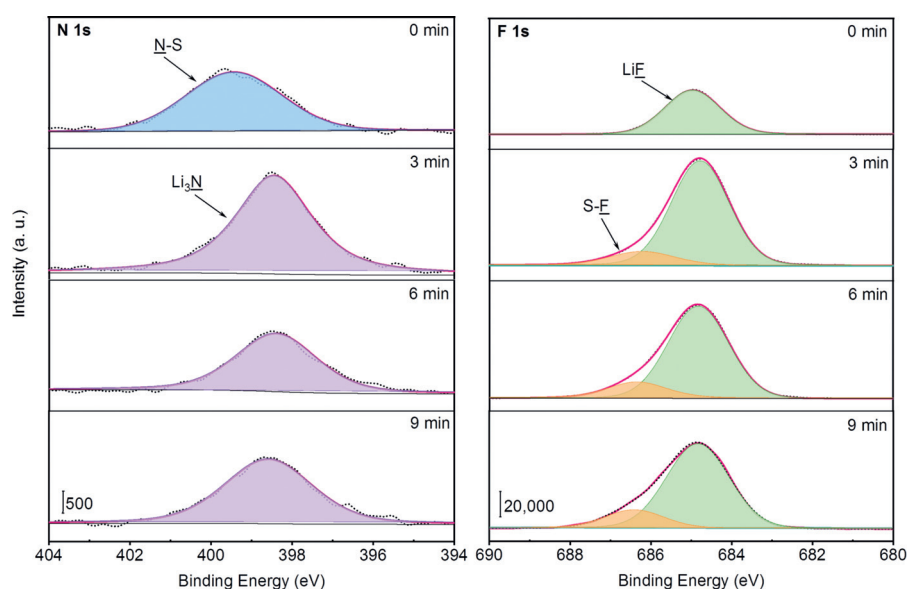 N 1s
0 min
N-S
3 min
Li₃N
6 min
9 min
500
404 402 400 398 396 394
Binding Energy (eV)
Intensity (a. u.)
F 1s
0 min
LiF
3 min
S-F
6 min
9 min
20,000
690 688 686 684 682 680
Binding Energy (eV)